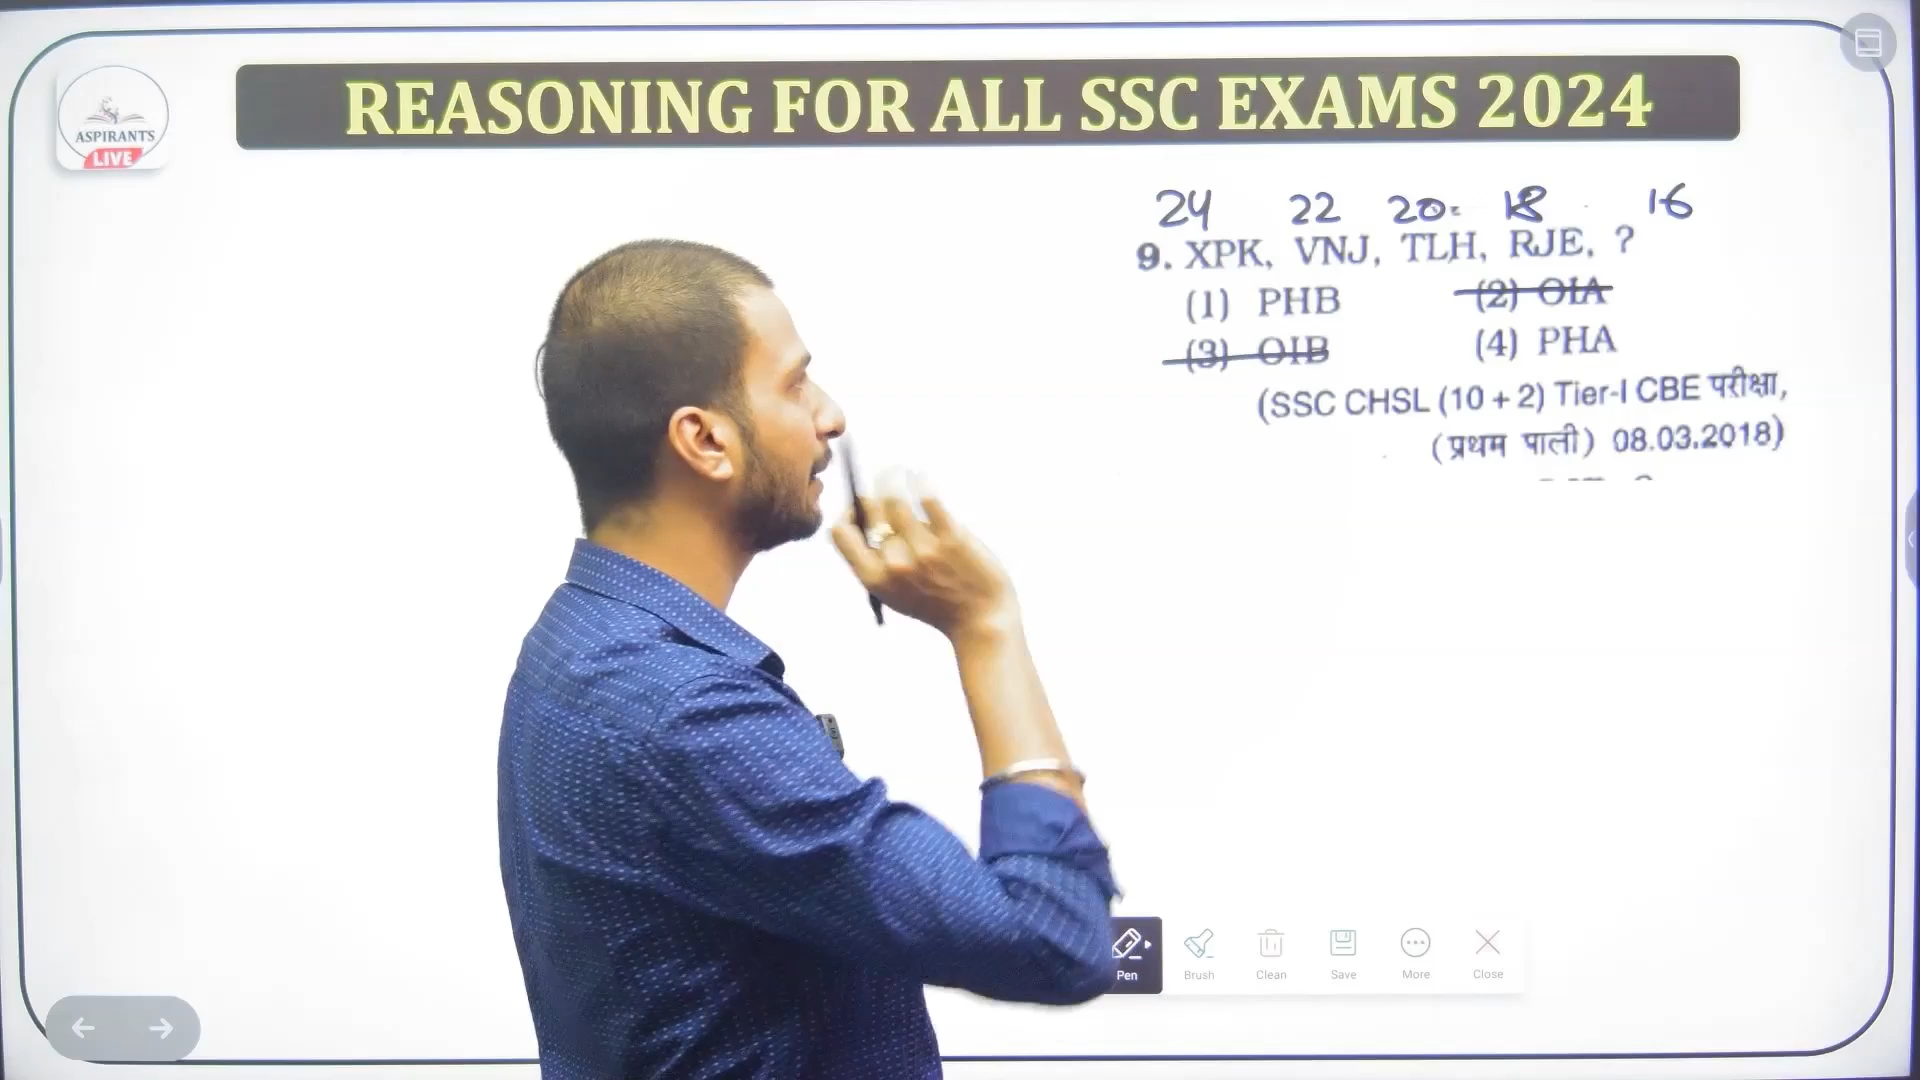 REASONING FOR ALL SSC EXAMS 2024
ASPIRANTS
LIVE
24 22 20 18 16
9. XPK, VNJ, TLH, RJE, ?
(1) PHB (2) OIA
(3) OIB (4) PHA
(SSC CHSL (10 + 2) Tier-I CBE परीक्षा,
(प्रथम पाली) 08.03.2018)
Pen Brush Clean Save More Close